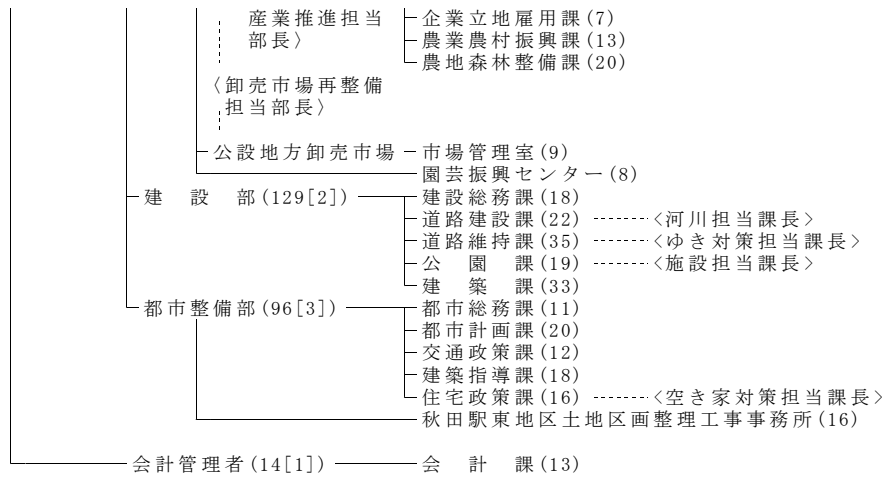 産業推進担当 企業立地雇用課(7)
部長〉 農業農村振興課(13)
農地森林整備課(20)
〈卸売市場再整備
担当部長〉
公設地方卸売市場 市場管理室(9)
園芸振興センター(8)
建設部(129[2]) 建設総務課(18)
道路建設課(22) <河川担当課長>
道路維持課(35) <ゆき対策担当課長>
公園課(19) <施設担当課長>
建築課(33)
都市整備部(96[3]) 都市総務課(11)
都市計画課(20)
交通政策課(12)
建築指導課(18)
住宅政策課(16) <空き家対策担当課長>
秋田駅東地区土地区画整理工事事務所(16)
会計管理者(14[1]) 会計課(13)